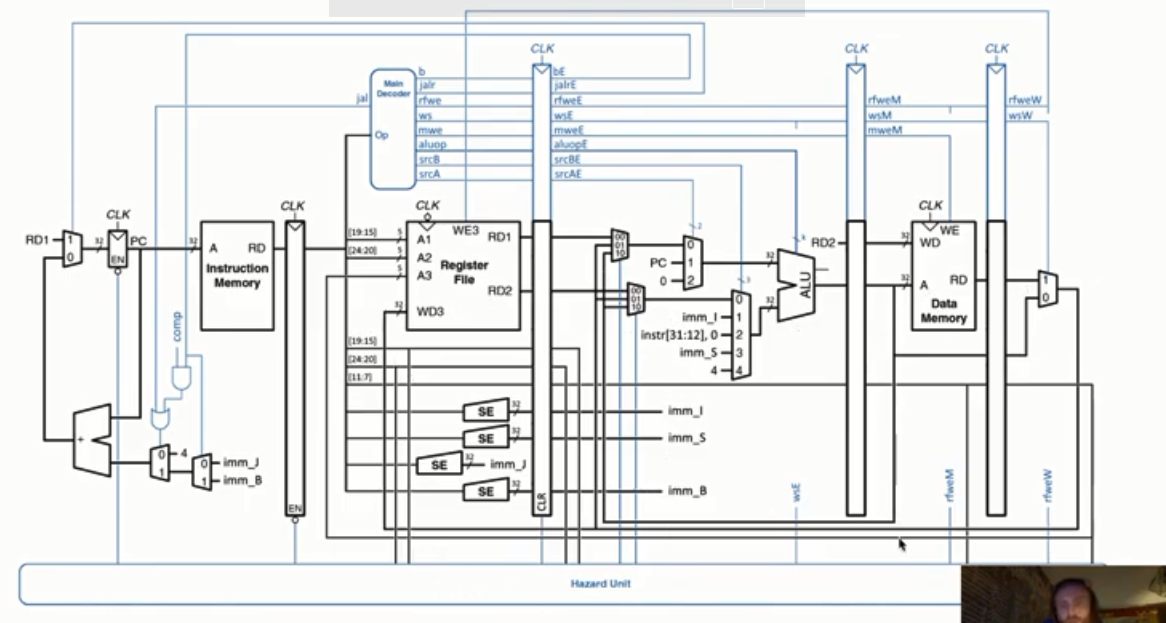 CLK
CLK
CLK
b
bE
Main
Decoder
jalr
jalrE
jal
rfwe
rfweE
rfweM
rfweW
ws
wsE
wsM
wsW
Op
mwe
mweE
mweM
aluop
aluopE
srcB
srcBE
srcA
srcAE
CLK
CLK
CLK
CLK
RD1
1
0
32
PC
EN
32
A
RD
Instruction
Memory
[19:15]
[24:20]
5
5
5
32
A1
A2
A3
WD3
WE3
RD1
RD2
Register
File
00
01
10
00
01
10
2
PC
0
0
1
2
32
3
imm_I
instr[31:12], 0
imm_S
4
0
1
2
3
4
32
ALU
RD2
32
32
WD
WE
A
RD
Data
Memory
1
0
comp
[19:15]
[24:20]
[11:7]
+
0
1
4
0
1
imm_J
imm_B
SE
32
imm_I
SE
32
imm_S
SE
32
imm_J
SE
32
imm_B
EN
CLR
wsE
rfweM
rfweW
Hazard Unit